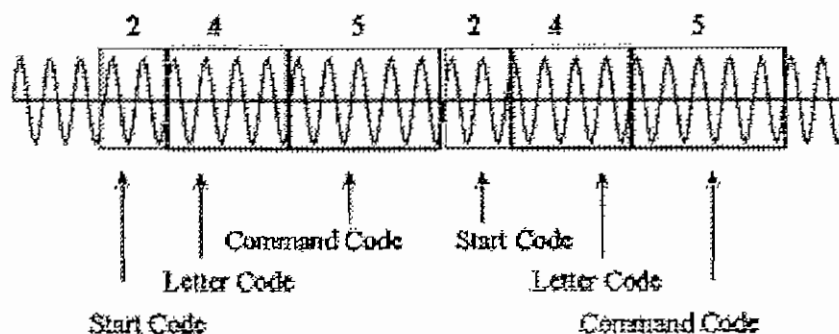 2 4 5 2 4 5
Command Code Start Code
Letter Code Letter Code
Start Code Command Code